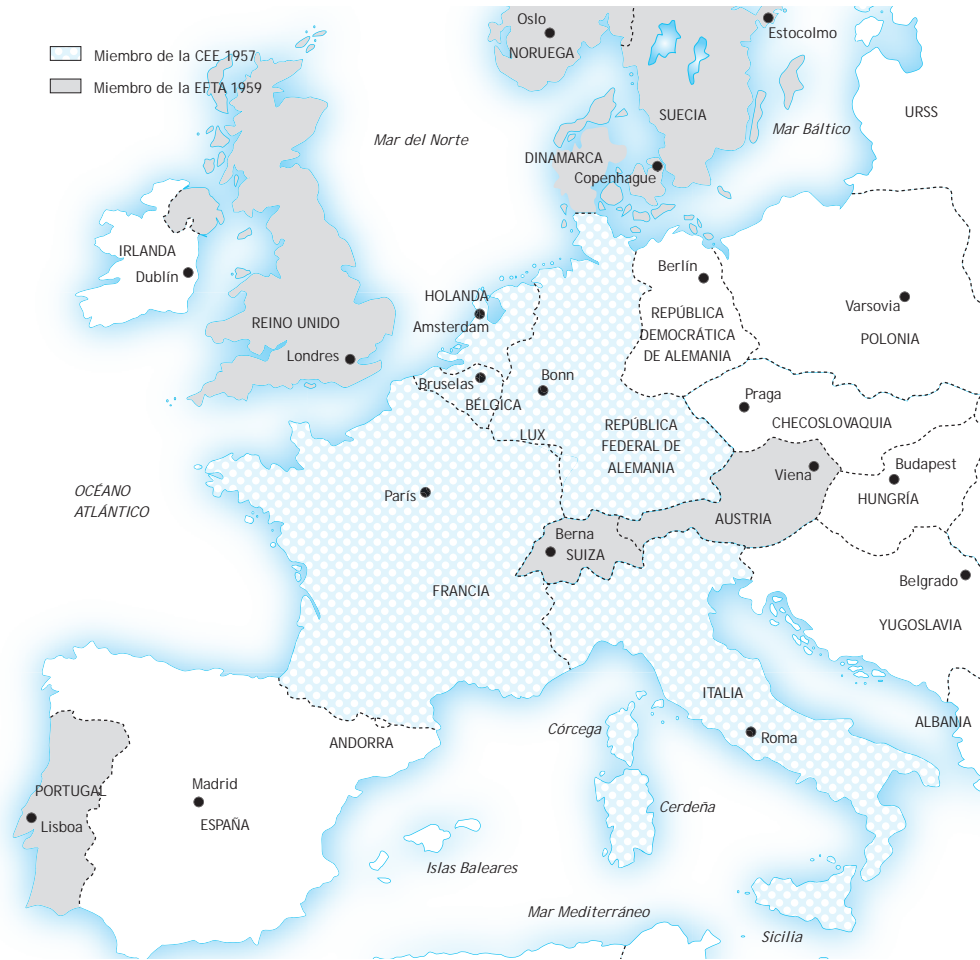 Miembro de la CEE 1957
Miembro de la EFTA 1959
Oslo
NORUEGA
Estocolmo
SUECIA
URSS
Mar Báltico
Mar del Norte
DINAMARCA
Copenhague
IRLANDA
Dublín
REINO UNIDO
Londres
HOLANDA
Amsterdam
Berlín
REPÚBLICA
DEMOCRÁTICA
DE ALEMANIA
Varsovia
POLONIA
Bruselas
BÉLGICA
Bonn
LUX
REPÚBLICA
FEDERAL DE
ALEMANIA
Praga
CHECOSLOVAQUIA
Viena
AUSTRIA
Budapest
HUNGRÍA
OCÉANO
ATLÁNTICO
París
FRANCIA
Berna
SUIZA
Belgrado
YUGOSLAVIA
ITALIA
Roma
ALBANIA
Córcega
ANDORRA
Madrid
ESPAÑA
PORTUGAL
Lisboa
Cerdeña
Islas Baleares
Mar Mediterráneo
Sicilia